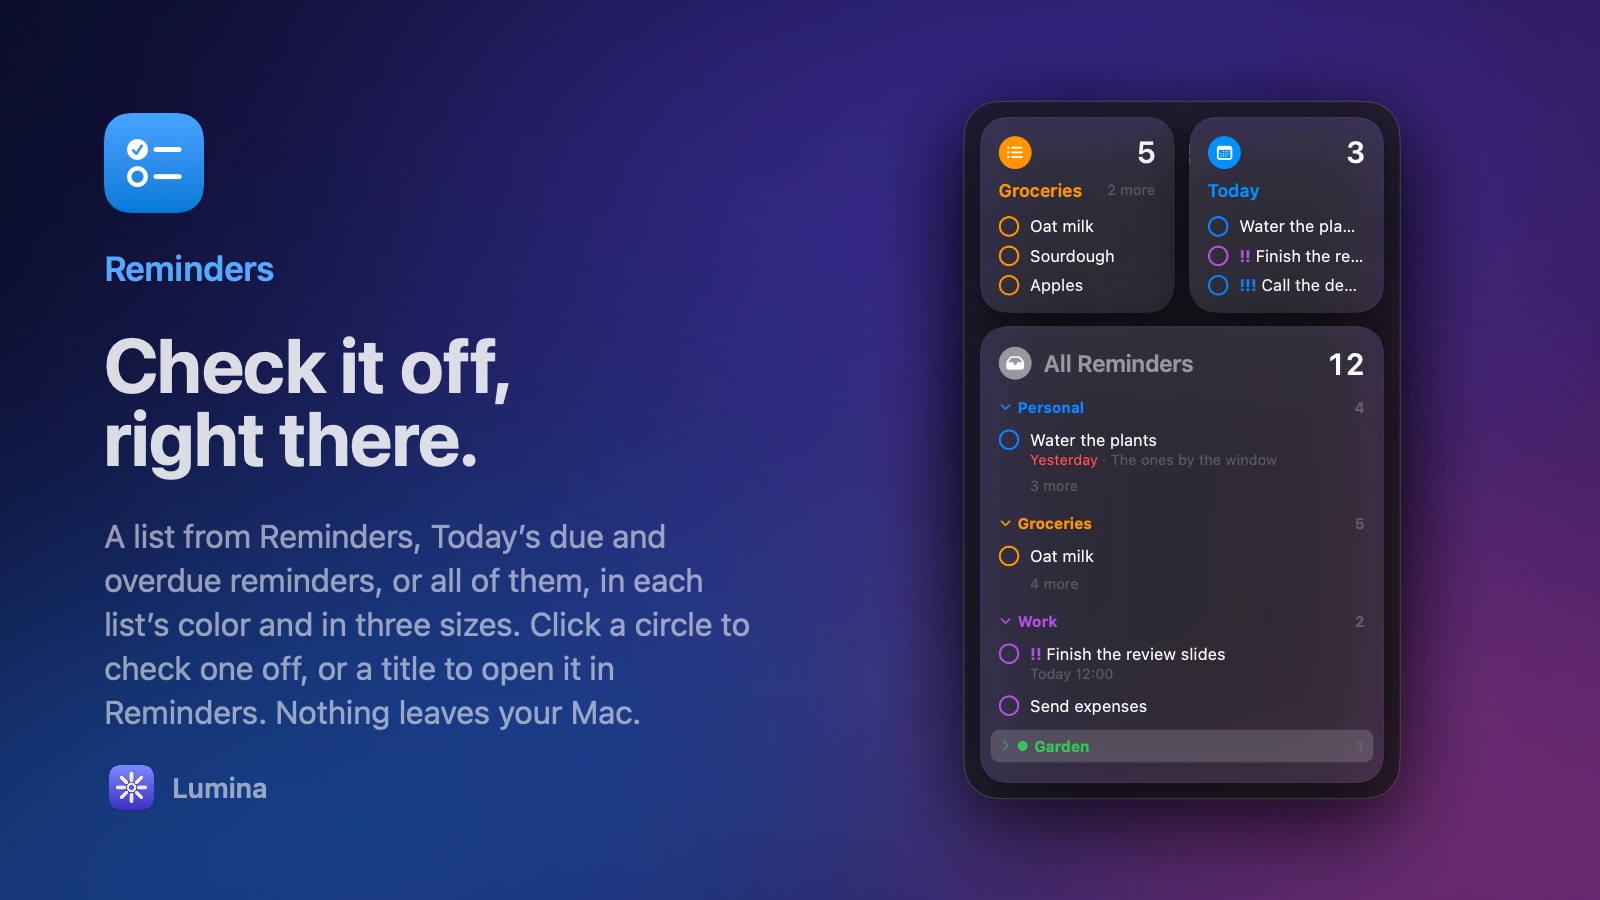 Reminders
Check it off,
right there.
A list from Reminders, Today’s due and
overdue reminders, or all of them, in each
list’s color and in three sizes. Click a circle to
check one off, or a title to open it in
Reminders. Nothing leaves your Mac.
Lumina
5
Groceries 2 more
Oat milk
Sourdough
Apples
3
Today
Water the pla...
!! Finish the re...
!!! Call the de...
All Reminders 12
Personal 4
Water the plants
Yesterday · The ones by the window
3 more
Groceries 5
Oat milk
4 more
Work 2
!! Finish the review slides
Today 12:00
Send expenses
Garden 1